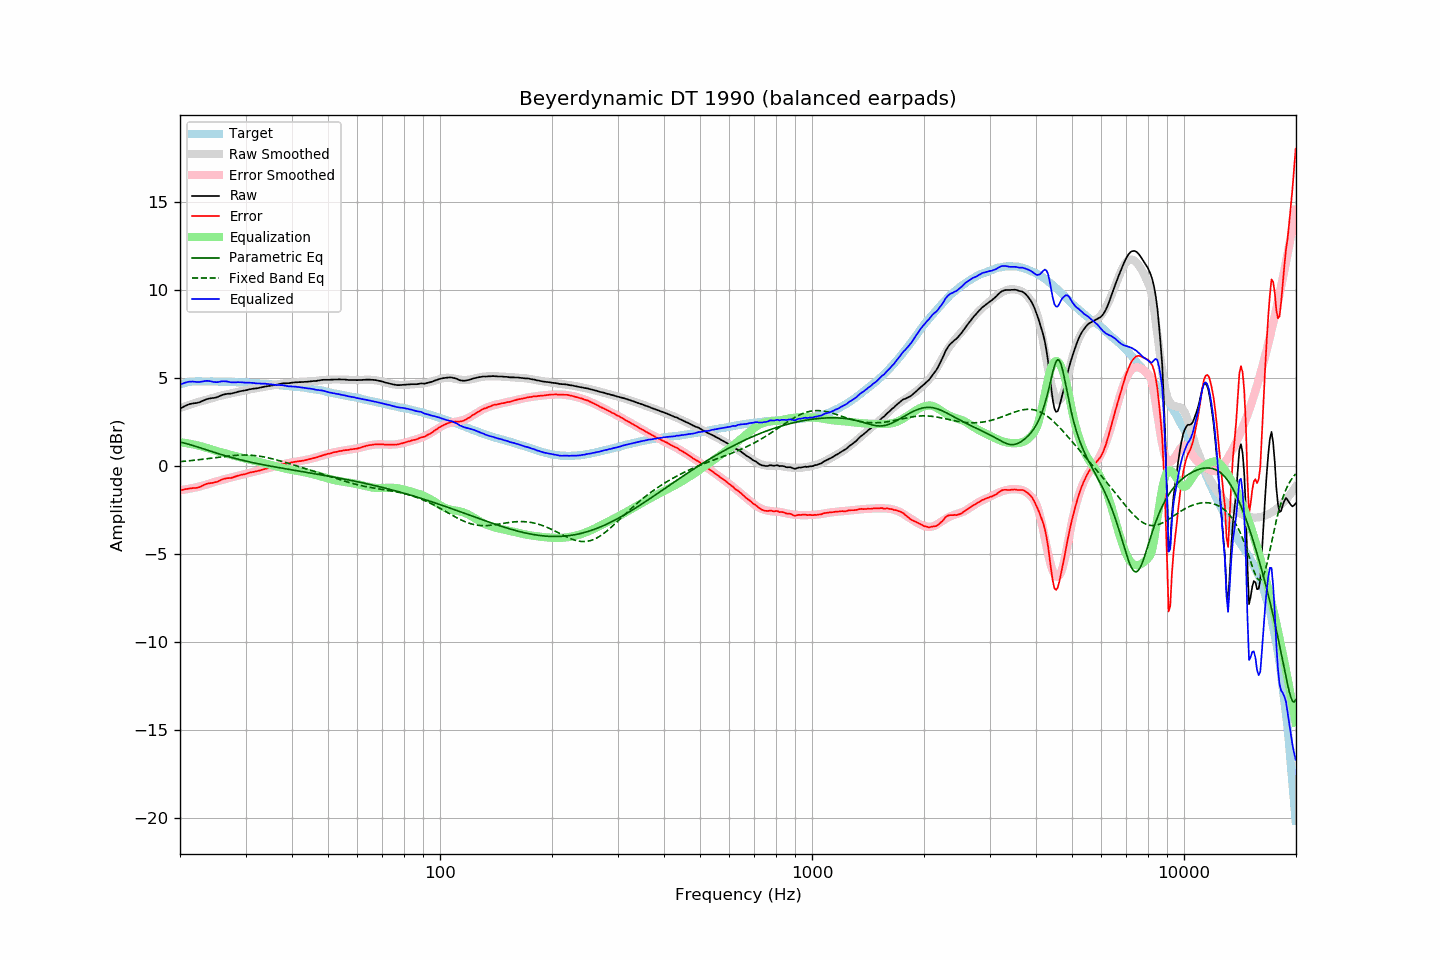 Beyerdynamic DT 1990 (balanced earpads)
Target
Raw Smoothed
Error Smoothed
Raw
Error
Equalization
Parametric Eq
Fixed Band Eq
Equalized
15
10
5
0
−5
−10
−15
−20
Amplitude (dBr)
100
1000
10000
Frequency (Hz)